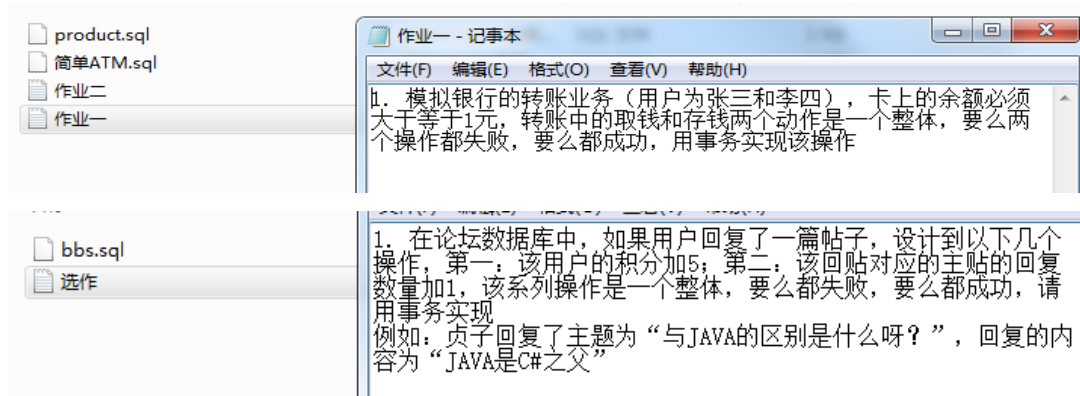 product.sql
简单ATM.sql
作业二
作业一
作业一 - 记事本
文件(F) 编辑(E) 格式(O) 查看(V) 帮助(H)
1. 模拟银行的转账业务（用户为张三和李四），卡上的余额必须
大于等于1元，转账中的取钱和存钱两个动作是一个整体，要么两
个操作都失败，要么都成功，用事务实现该操作
bbs.sql
选作
1. 在论坛数据库中，如果用户回复了一篇帖子，设计到以下几个
操作，第一：该用户的积分加5；第二：该回贴对应的主贴的回复
数量加1，该系列操作是一个整体，要么都失败，要么都成功，请
用事务实现
例如：贞子回复了主题为“与JAVA的区别是什么呀？”，回复的内
容为“JAVA是C#之父”